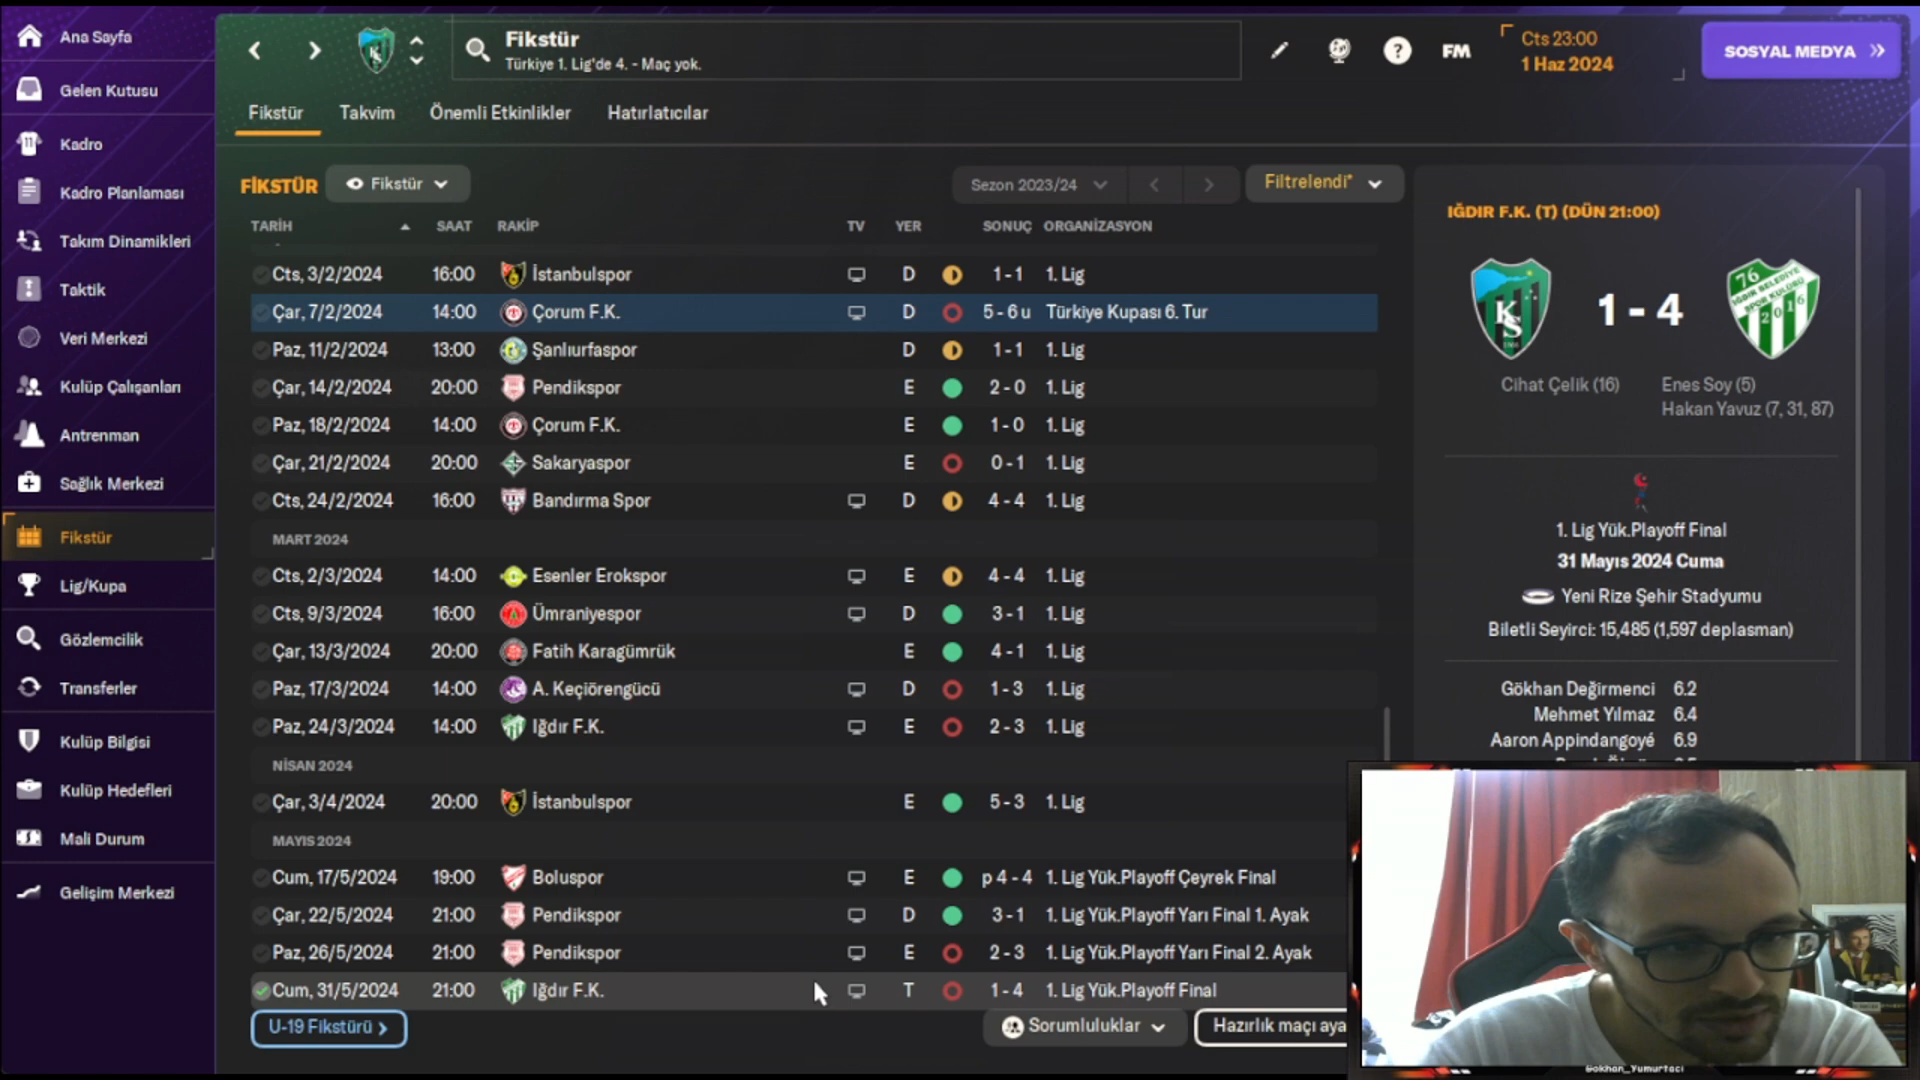 Ana Sayfa
Gelen Kutusu
Kadro
Kadro Planlaması
Takım Dinamikleri
Taktik
Veri Merkezi
Kulüp Çalışanları
Antrenman
Sağlık Merkezi
Fikstür
Lig/Kupa
Gözlemcilik
Transferler
Kulüp Bilgisi
Kulüp Hedefleri
Mali Durum
Gelişim Merkezi
Fikstür
Türkiye 1. Lig'de 4. - Maç yok.
FM
Cts 23:00
1 Haz 2024
SOSYAL MEDYA
Fikstür Takvim Önemli Etkinlikler Hatırlatıcılar
FİKSTÜR Fikstür Sezon 2023/24 Filtrelendi*
TARİH SAAT RAKİP TV YER SONUÇ ORGANİZASYON
Cts, 3/2/2024 16:00 İstanbulspor D 1 - 1 1. Lig
Çar, 7/2/2024 14:00 Çorum F.K. D 5 - 6 u Türkiye Kupası 6. Tur
Paz, 11/2/2024 13:00 Şanlıurfaspor D 1 - 1 1. Lig
Çar, 14/2/2024 20:00 Pendikspor E 2 - 0 1. Lig
Paz, 18/2/2024 14:00 Çorum F.K. E 1 - 0 1. Lig
Çar, 21/2/2024 20:00 Sakaryaspor E 0 - 1 1. Lig
Cts, 24/2/2024 16:00 Bandırma Spor D 4 - 4 1. Lig
MART 2024
Cts, 2/3/2024 14:00 Esenler Erokspor E 4 - 4 1. Lig
Cts, 9/3/2024 16:00 Ümraniyespor D 3 - 1 1. Lig
Çar, 13/3/2024 20:00 Fatih Karagümrük E 4 - 1 1. Lig
Paz, 17/3/2024 14:00 A. Keçiörengücü D 1 - 3 1. Lig
Paz, 24/3/2024 14:00 Iğdır F.K. E 2 - 3 1. Lig
NİSAN 2024
Çar, 3/4/2024 20:00 İstanbulspor E 5 - 3 1. Lig
MAYIS 2024
Cum, 17/5/2024 19:00 Boluspor E p 4 - 4 1. Lig Yük.Playoff Çeyrek Final
Çar, 22/5/2024 21:00 Pendikspor D 3 - 1 1. Lig Yük.Playoff Yarı Final 1. Ayak
Paz, 26/5/2024 21:00 Pendikspor E 2 - 3 1. Lig Yük.Playoff Yarı Final 2. Ayak
Cum, 31/5/2024 21:00 Iğdır F.K. T 1 - 4 1. Lig Yük.Playoff Final
U-19 Fikstürü Sorumluluklar Hazırlık maçı aya
IĞDIR F.K. (T) (DÜN 21:00)
KS
76
2016
1 - 4
Cihat Çelik (16) Enes Soy (5)
Hakan Yavuz (7, 31, 87)
1. Lig Yük.Playoff Final
31 Mayıs 2024 Cuma
Yeni Rize Şehir Stadyumu
Biletli Seyirci: 15,485 (1,597 deplasman)
Gökhan Değirmenci 6.2
Mehmet Yılmaz 6.4
Aaron Appindangoyé 6.9